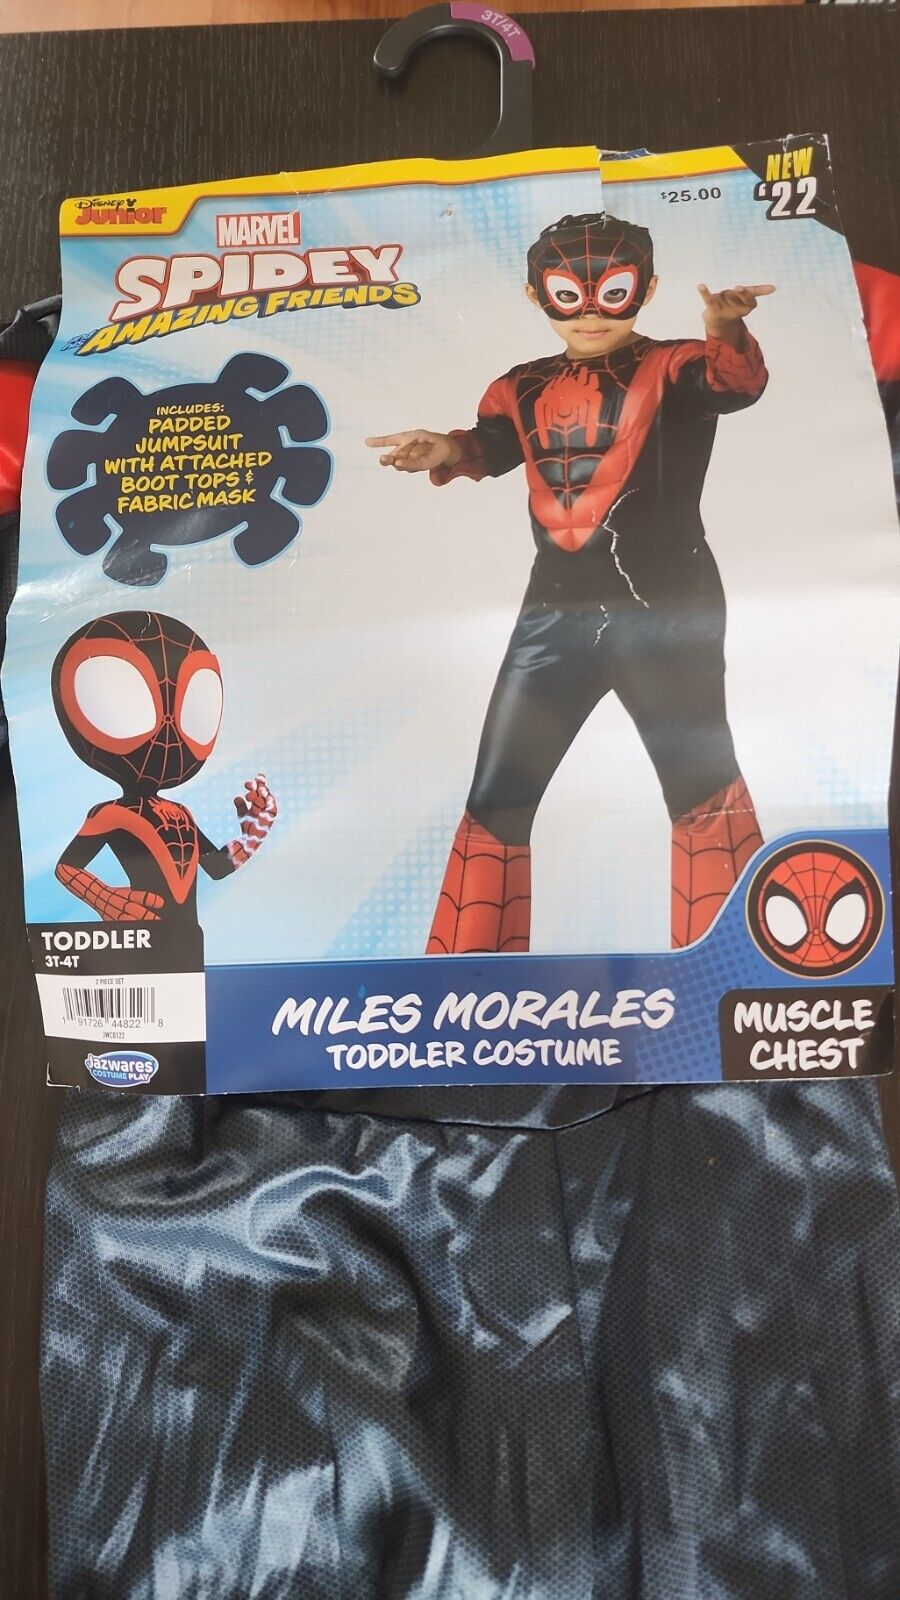 3T/4T
Disney
Junior
$25.00
NEW
'22
MARVEL
SPIDEY
AND HIS
AMAZING FRIENDS
INCLUDES:
PADDED
JUMPSUIT
WITH ATTACHED
BOOT TOPS &
FABRIC MASK
TODDLER
3T-4T
2 PIECE SET
1 91726 44822 8
JWC0122
Jazwares
COSTUME PLAY
MILES MORALES
TODDLER COSTUME
MUSCLE
CHEST